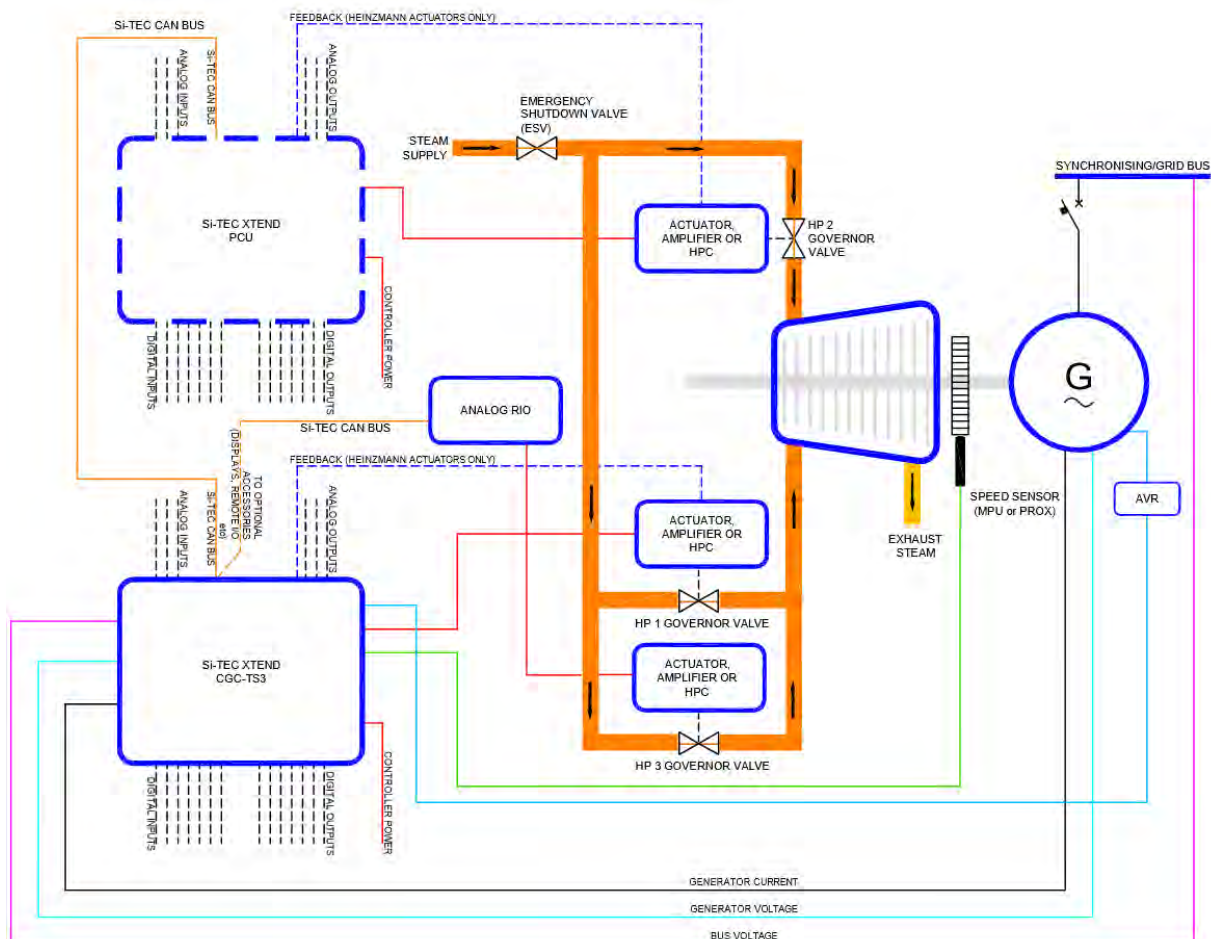 Si-TEC CAN BUS
FEEDBACK (HEINZMANN ACTUATORS ONLY)
ANALOG INPUTS
Si-TEC CAN BUS
ANALOG OUTPUTS
EMERGENCY
SHUTDOWN VALVE
(ESV)
STEAM
SUPPLY
SYNCHRONISING/GRID BUS
Si-TEC XTEND
PCU
ACTUATOR,
AMPLIFIER OR
HPC
HP 2
GOVERNOR
VALVE
CONTROLLER POWER
DIGITAL INPUTS
DIGITAL OUTPUTS
G
ANALOG RIO
Si-TEC CAN BUS
TO OPTIONAL
ACCESSORIES
(DISPLAYS, REMOTE I/O
etc)
FEEDBACK (HEINZMANN ACTUATORS ONLY)
ANALOG INPUTS
Si-TEC CAN BUS
ANALOG OUTPUTS
ACTUATOR,
AMPLIFIER OR
HPC
SPEED SENSOR
(MPU or PROX)
AVR
EXHAUST
STEAM
HP 1 GOVERNOR VALVE
Si-TEC XTEND
CGC-TS3
ACTUATOR,
AMPLIFIER OR
HPC
HP 3 GOVERNOR VALVE
CONTROLLER POWER
DIGITAL INPUTS
DIGITAL OUTPUTS
GENERATOR CURRENT
GENERATOR VOLTAGE
BUS VOLTAGE